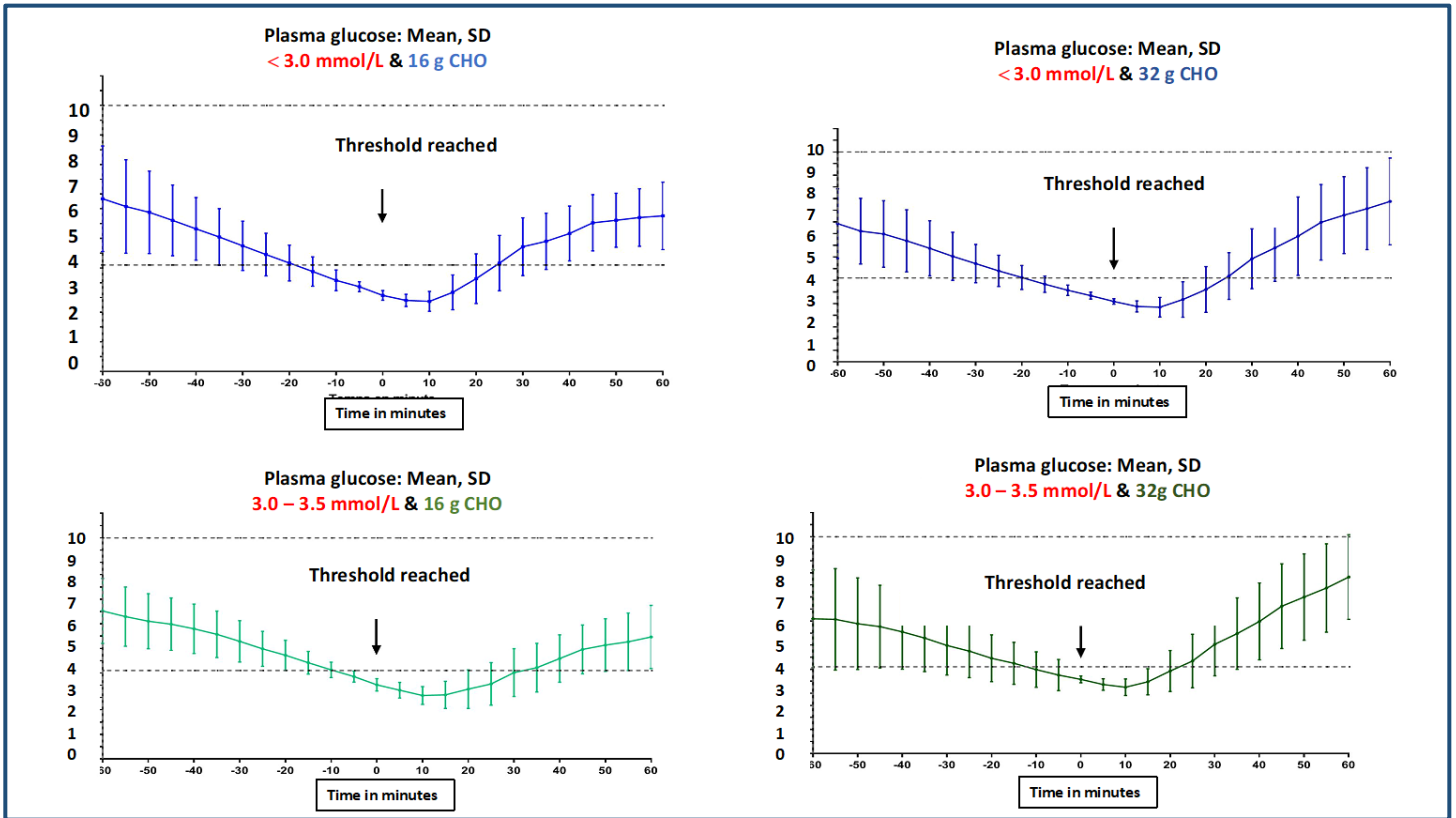 Plasma glucose: Mean, SD
< 3.0 mmol/L & 16 g CHO
10
9
8
7
6
5
4
3
2
1
0
Threshold reached
-50 -40 -30 -20 -10 0 10 20 30 40 50 60
Time in minutes
Plasma glucose: Mean, SD
<3.0 mmol/L & 32 g CHO
10
9
8
7
6
5
4
3
2
1
0
Threshold reached
-60 -50 -40 -30 -20 -10 0 10 20 30 40 50 60
Time in minutes
Plasma glucose: Mean, SD
3.0 – 3.5 mmol/L & 16 g CHO
10
9
8
7
6
5
4
3
2
1
0
Threshold reached
-50 -40 -30 -20 -10 0 10 20 30 40 50 60
Time in minutes
Plasma glucose: Mean, SD
3.0 – 3.5 mmol/L & 32g CHO
10
9
8
7
6
5
4
3
2
1
0
Threshold reached
-50 -40 -30 -20 -10 0 10 20 30 40 50 60
Time in minutes